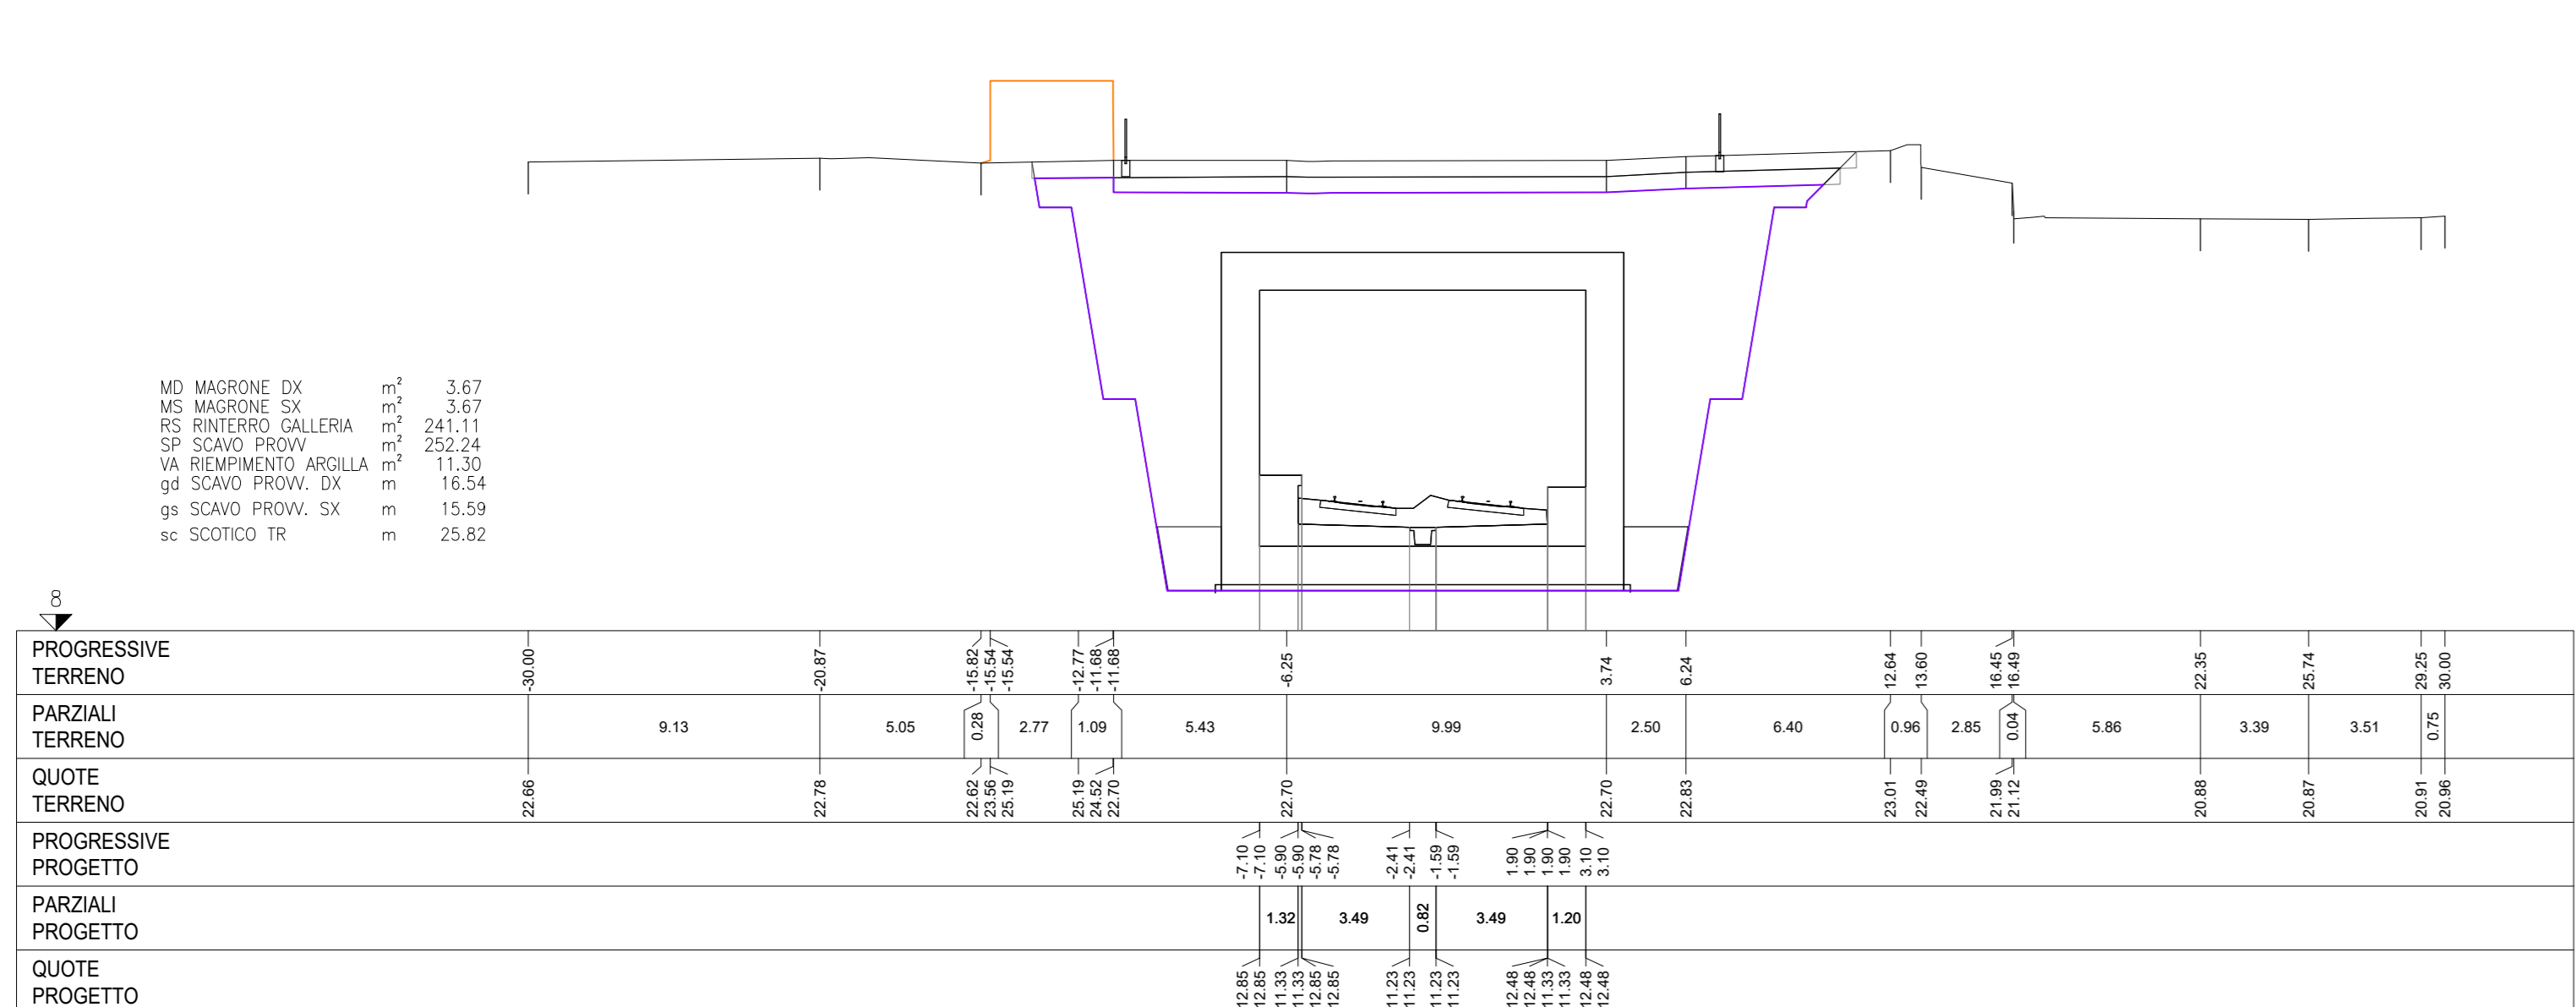 MD MAGRONE DX m² 3.67
MS MAGRONE SX m² 3.67
RS RINTERRO GALLERIA m² 241.11
SP SCAVO PROVV m² 252.24
VA RIEMPIMENTO ARGILLA m² 11.30
gd SCAVO PROVV. DX m 16.54
gs SCAVO PROVV. SX m 15.59
sc SCOTICO TR m 25.82
8
PROGRESSIVE
TERRENO
-30.00 -20.87 -15.82 -15.54 -15.54 -12.77 -11.68 -11.68 -6.25 3.74 6.24 12.64 13.60 16.45 16.49 22.35 25.74 29.25 30.00
PARZIALI
TERRENO
9.13 5.05 0.28 2.77 1.09 5.43 9.99 2.50 6.40 0.96 2.85 0.04 5.86 3.39 3.51 0.75
QUOTE
TERRENO
22.66 22.78 22.62 23.56 25.19 25.19 24.52 22.70 22.70 22.70 22.83 23.01 22.49 21.99 21.12 20.88 20.87 20.91 20.96
PROGRESSIVE
PROGETTO
-7.10 -7.10 -5.90 -5.90 -5.78 -5.78 -2.41 -2.41 -1.59 -1.59 1.90 1.90 1.90 1.90 3.10 3.10
PARZIALI
PROGETTO
1.32 3.49 0.82 3.49 1.20
QUOTE
PROGETTO
12.85 12.85 11.33 11.33 12.85 12.85 11.23 11.23 11.23 11.23 12.48 12.48 11.33 11.33 12.48 12.48